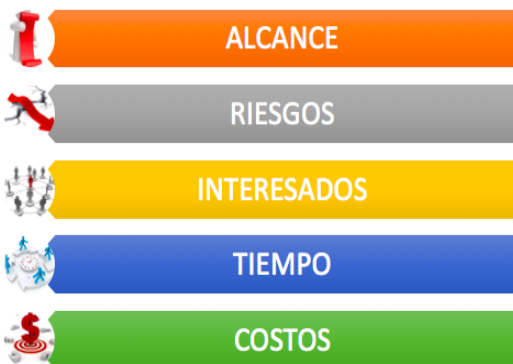 ALCANCE
RIESGOS
INTERESADOS
TIEMPO
COSTOS